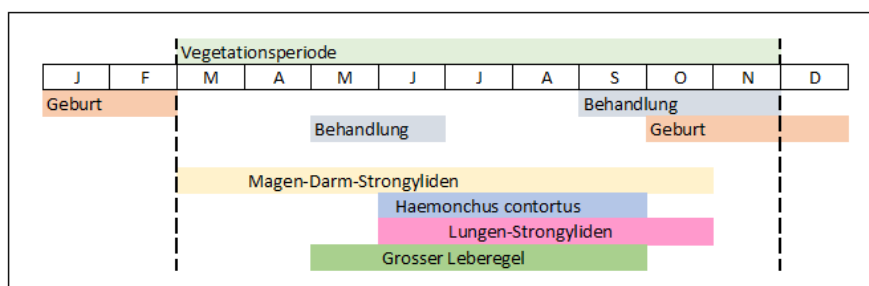 Vegetationsperiode
J F M A M J J A S O N D
Geburt Behandlung
Behandlung Geburt
Magen-Darm-Strongyliden
Haemonchus contortus
Lungen-Strongyliden
Grosser Leberegel